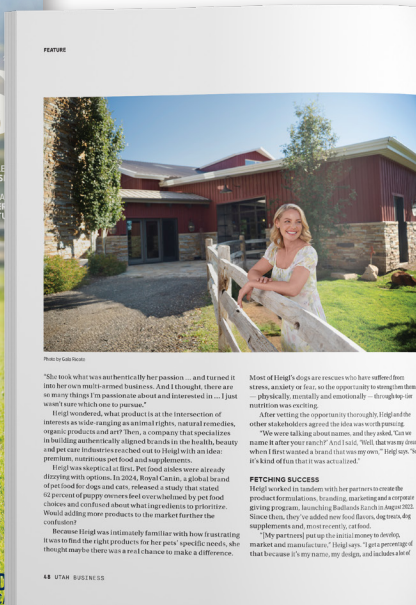 FEATURE
Photo by Gaia Ricotta
"She took what was authentically her passion ... and turned it
into her own multi-armed business. And I thought, there are
so many things I'm passionate about and interested in ... I just
wasn't sure which one to pursue."
Heigl wondered, what product is at the intersection of
interests as wide-ranging as animal rights, natural remedies,
organic products and art? Then, a company that specializes
in building authentically aligned brands in the health, beauty
and pet care industries reached out to Heigl with an idea:
premium, nutritious pet food and supplements.
Heigl was skeptical at first. Pet food aisles were already
dizzying with options. In 2024, Royal Canin, a global brand
of pet food for dogs and cats, released a study that stated
62 percent of puppy owners feel overwhelmed by pet food
choices and confused about what ingredients to prioritize.
Would adding more products to the market further the
confusion?
Because Heigl was intimately familiar with how frustrating
it was to find the right products for her pets' specific needs, she
thought maybe there was a real chance to make a difference.
Most of Heigl's dogs are rescues who have suffered from
stress, anxiety or fear, so the opportunity to strengthen them
— physically, mentally and emotionally — through top-tier
nutrition was exciting.
After vetting the opportunity thoroughly, Heigl and the
other stakeholders agreed the idea was worth pursuing.
"We were talking about names, and they asked, 'Can we
name it after your ranch?' And I said, 'Well, that was my dream
when I first wanted a brand that was my own,'" Heigl says. "So
it's kind of fun that it was actualized."
FETCHING SUCCESS
Heigl worked in tandem with her partners to create the
product formulations, branding, marketing and a corporate
giving program, launching Badlands Ranch in August 2022.
Since then, they've added new food flavors, dog treats, dog
supplements and, most recently, cat food.
"[My partners] put up the initial money to develop,
market and manufacture," Heigl says. "I get a percentage of
that because it's my name, my design, and includes a lot of
48 UTAH BUSINESS